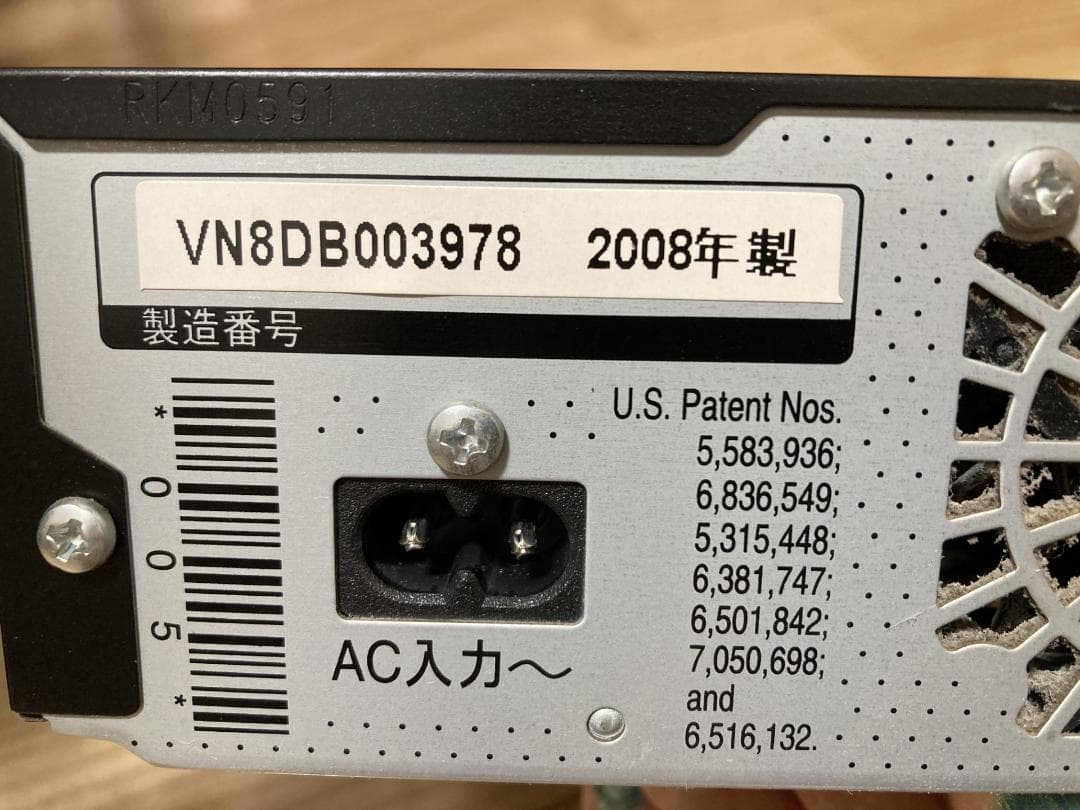 RKM0591
VN8DB003978 2008年製
製造番号
*005*
U.S. Patent Nos.
5,583,936;
6,836,549;
5,315,448;
6,381,747;
6,501,842;
7,050,698;
and
6,516,132.
AC入力～